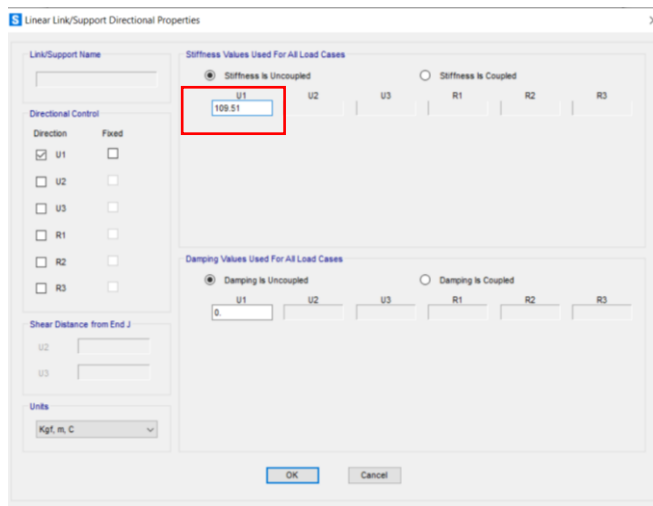 S Linear Link/Support Directional Properties
Link/Support Name
Directional Control
Direction Fixed
U1
U2
U3
R1
R2
R3
Shear Distance from End J
U2
U3
Units
Kgf, m, C
Stiffness Values Used For All Load Cases
Stiffness Is Uncoupled Stiffness Is Coupled
U1 U2 U3 R1 R2 R3
109.51
Damping Values Used For All Load Cases
Damping Is Uncoupled Damping Is Coupled
U1 U2 U3 R1 R2 R3
0.
OK Cancel